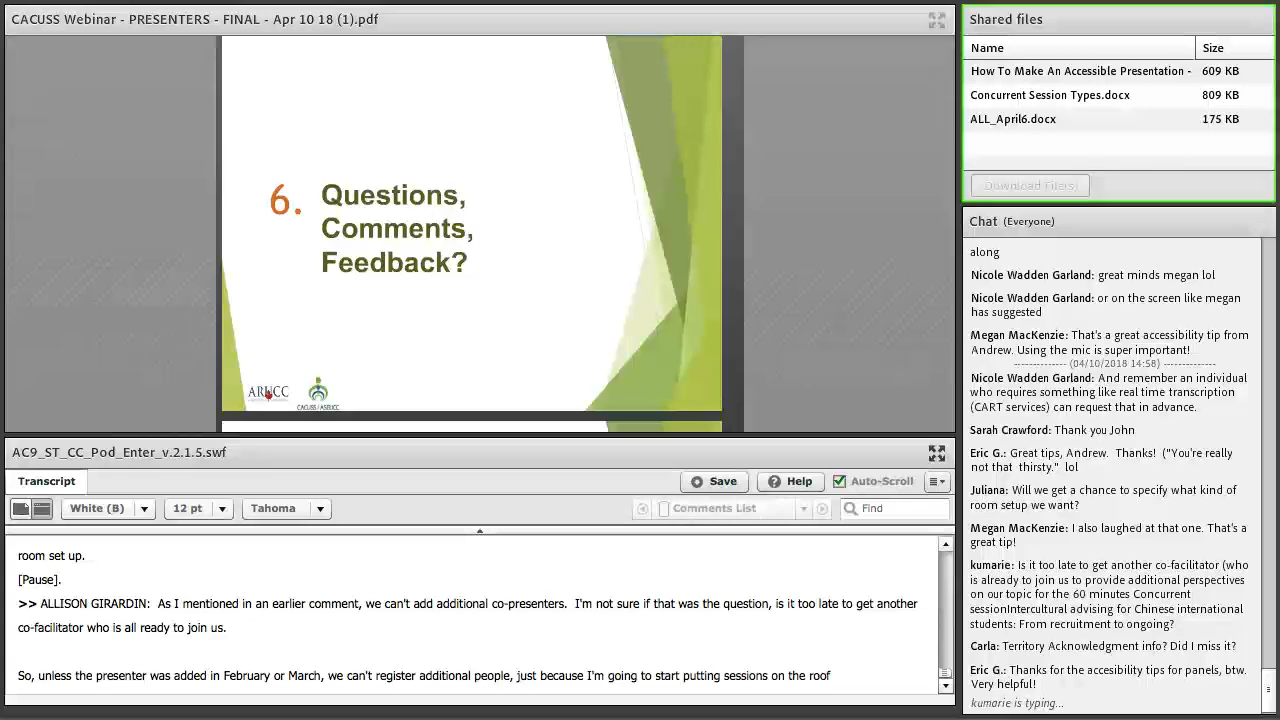 CACUSS Webinar - PRESENTERS - FINAL - Apr 10 18 (1).pdf
6. Questions,
Comments,
Feedback?
ARUCC
CACUSS / ASEUCC
AC9_ST_CC_Pod_Enter_v.2.1.5.swf
Transcript
Save
Help
Auto-Scroll
White (B)
12 pt
Tahoma
Comments List
Find
room set up.
[Pause].
>> ALLISON GIRARDIN:  As I mentioned in an earlier comment, we can't add additional co-presenters.  I'm not sure if that was the question, is it too late to get another
co-facilitator who is all ready to join us.
So, unless the presenter was added in February or March, we can't register additional people, just because I'm going to start putting sessions on the roof
Shared files
Name Size
How To Make An Accessible Presentation - 609 KB
Concurrent Session Types.docx 809 KB
ALL_April6.docx 175 KB
Download File(s)
Chat (Everyone)
along
Nicole Wadden Garland: great minds megan lol
Nicole Wadden Garland: or on the screen like megan
has suggested
Megan MacKenzie: That's a great accessibility tip from
Andrew. Using the mic is super important!
-------------- (04/10/2018 14:58) --------------
Nicole Wadden Garland: And remember an individual
who requires something like real time transcription
(CART services) can request that in advance.
Sarah Crawford: Thank you John
Eric G.: Great tips, Andrew.  Thanks!  ("You're really
not that  thirsty."  lol
Juliana: Will we get a chance to specify what kind of
room setup we want?
Megan MacKenzie: I also laughed at that one. That's a
great tip!
kumarie: Is it too late to get another co-facilitator (who
is already to join us to provide additional perspectives
on our topic for the 60 minutes Concurrent
sessionIntercultural advising for Chinese international
students: From recruitment to ongoing?
Carla: Territory Acknowledgment info? Did I miss it?
Eric G.: Thanks for the accesibility tips for panels, btw.
Very helpful!
kumarie is typing...